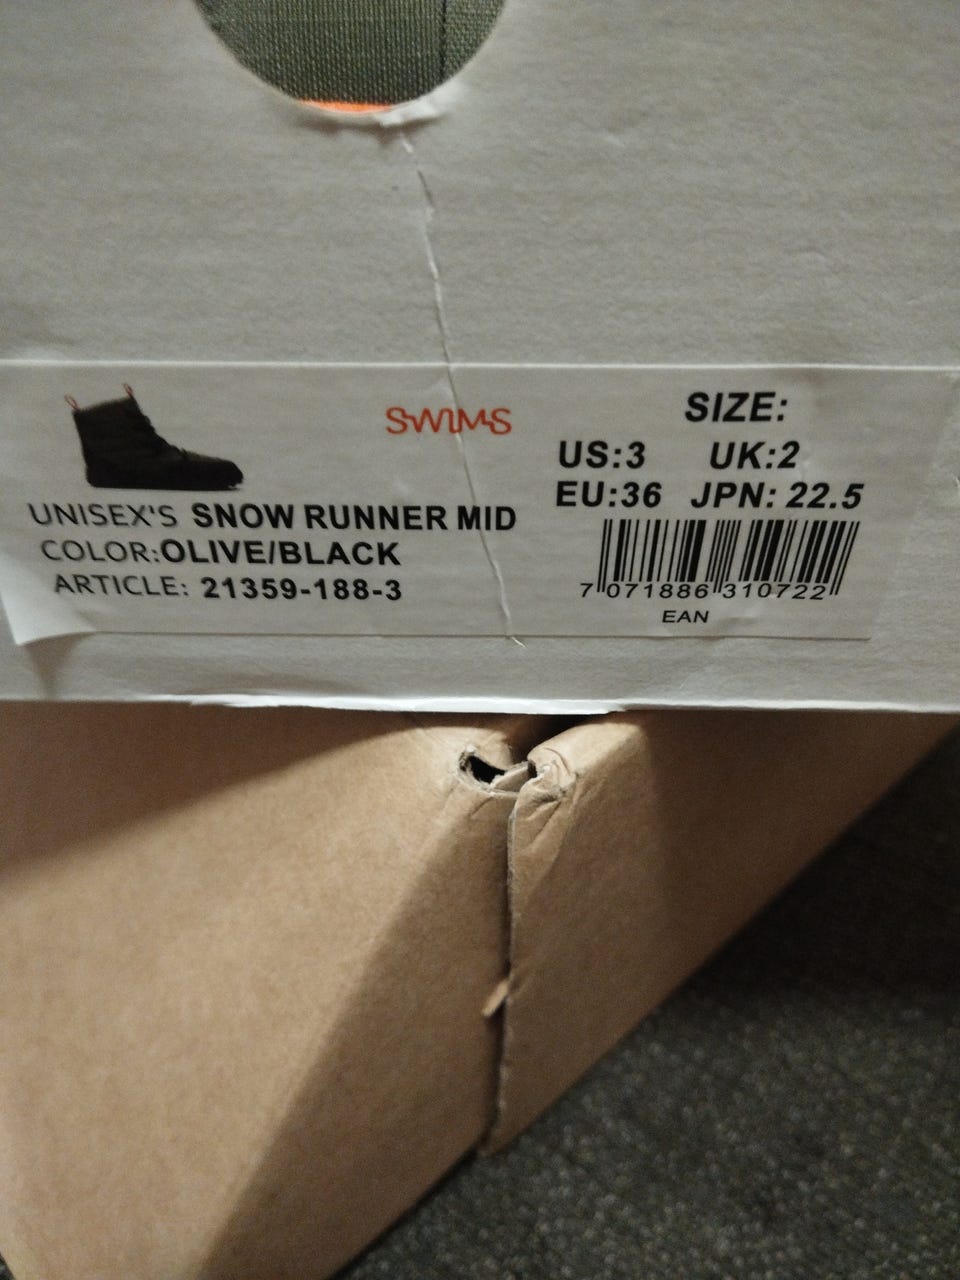 SWIMS
UNISEX'S SNOW RUNNER MID
COLOR:OLIVE/BLACK
ARTICLE: 21359-188-3
SIZE:
US:3 UK:2
EU:36 JPN: 22.5
7 071886 310722
EAN